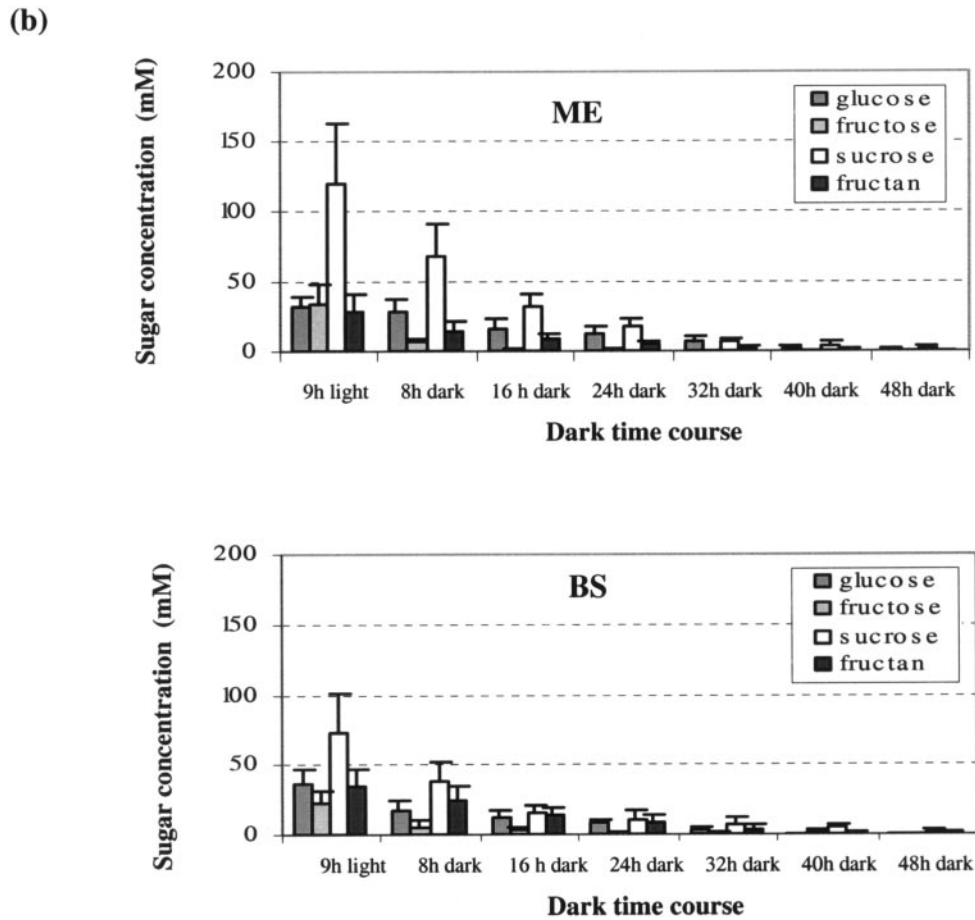 (b)
Sugar concentration (mM)
200
150
100
50
0
ME
glucose
fructose
sucrose
fructan
9h light 8h dark 16 h dark 24h dark 32h dark 40h dark 48h dark
Dark time course
Sugar concentration (mM)
200
150
100
50
0
BS
glucose
fructose
sucrose
fructan
9h light 8h dark 16 h dark 24h dark 32h dark 40h dark 48h dark
Dark time course